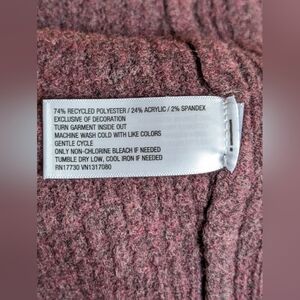 74% RECYCLED POLYESTER / 24% ACRYLIC / 2% SPANDEX
EXCLUSIVE OF DECORATION
TURN GARMENT INSIDE OUT
MACHINE WASH COLD WITH LIKE COLORS
GENTLE CYCLE
ONLY NON-CHLORINE BLEACH IF NEEDED
TUMBLE DRY LOW, COOL IRON IF NEEDED
RN17730 VN1317080